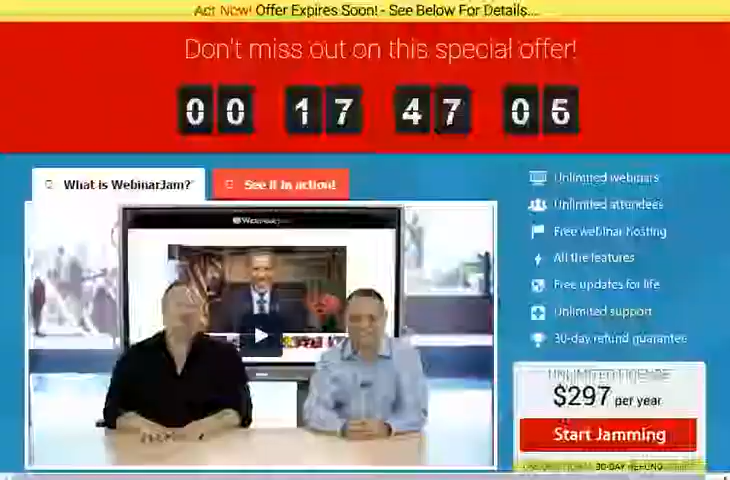 Act Now! Offer Expires Soon! - See Below For Details...
Don't miss out on this special offer!
00 17 47 06
What is WebinarJam?
See it in action!
Unlimited webinars
Unlimited attendees
Free webinar hosting
All the features
Free updates for life
Unlimited support
30-day refund guarantee
$297 per year
Start Jamming
30-DAY REFUND